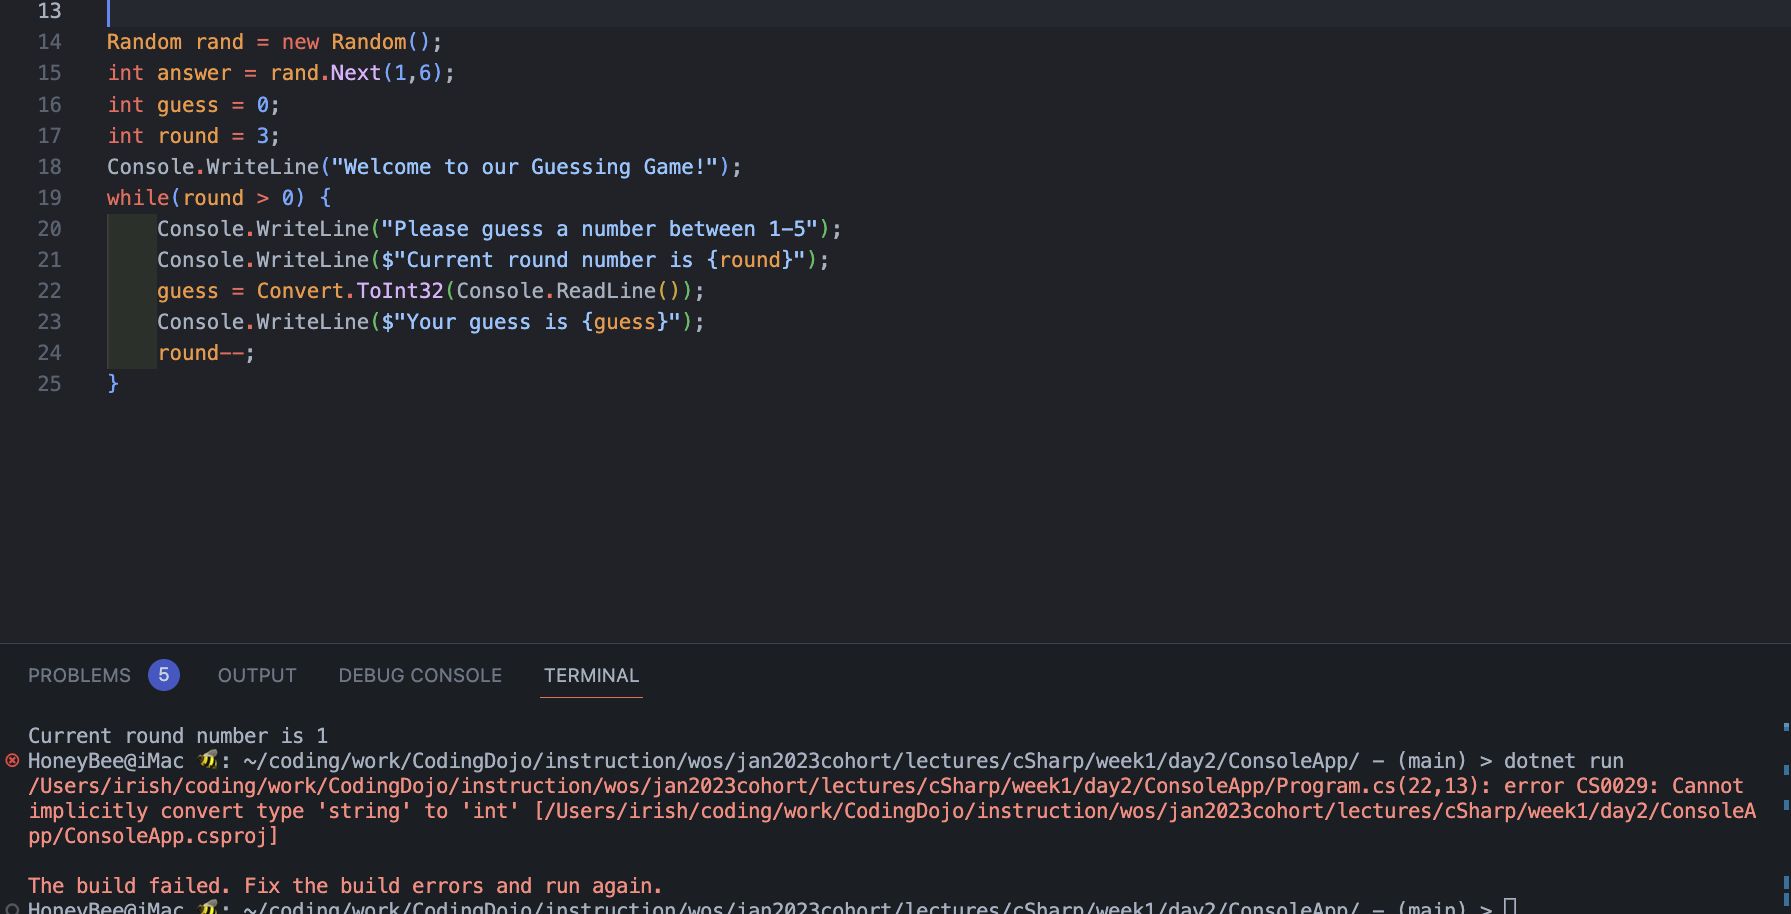 13
14 Random rand = new Random();
15 int answer = rand.Next(1,6);
16 int guess = 0;
17 int round = 3;
18 Console.WriteLine("Welcome to our Guessing Game!");
19 while(round > 0) {
20 Console.WriteLine("Please guess a number between 1-5");
21 Console.WriteLine($"Current round number is {round}");
22 guess = Convert.ToInt32(Console.ReadLine());
23 Console.WriteLine($"Your guess is {guess}");
24 round--;
25 }
PROBLEMS 5 OUTPUT DEBUG CONSOLE TERMINAL
Current round number is 1
HoneyBee@iMac 🐝: ~/coding/work/CodingDojo/instruction/wos/jan2023cohort/lectures/cSharp/week1/day2/ConsoleApp/ - (main) > dotnet run
/Users/irish/coding/work/CodingDojo/instruction/wos/jan2023cohort/lectures/cSharp/week1/day2/ConsoleApp/Program.cs(22,13): error CS0029: Cannot
implicitly convert type 'string' to 'int' [/Users/irish/coding/work/CodingDojo/instruction/wos/jan2023cohort/lectures/cSharp/week1/day2/ConsoleA
pp/ConsoleApp.csproj]
The build failed. Fix the build errors and run again.
HoneyBee@iMac 🐝: ~/coding/work/CodingDojo/instruction/wos/jan2023cohort/lectures/cSharp/week1/day2/ConsoleApp/ - (main) >